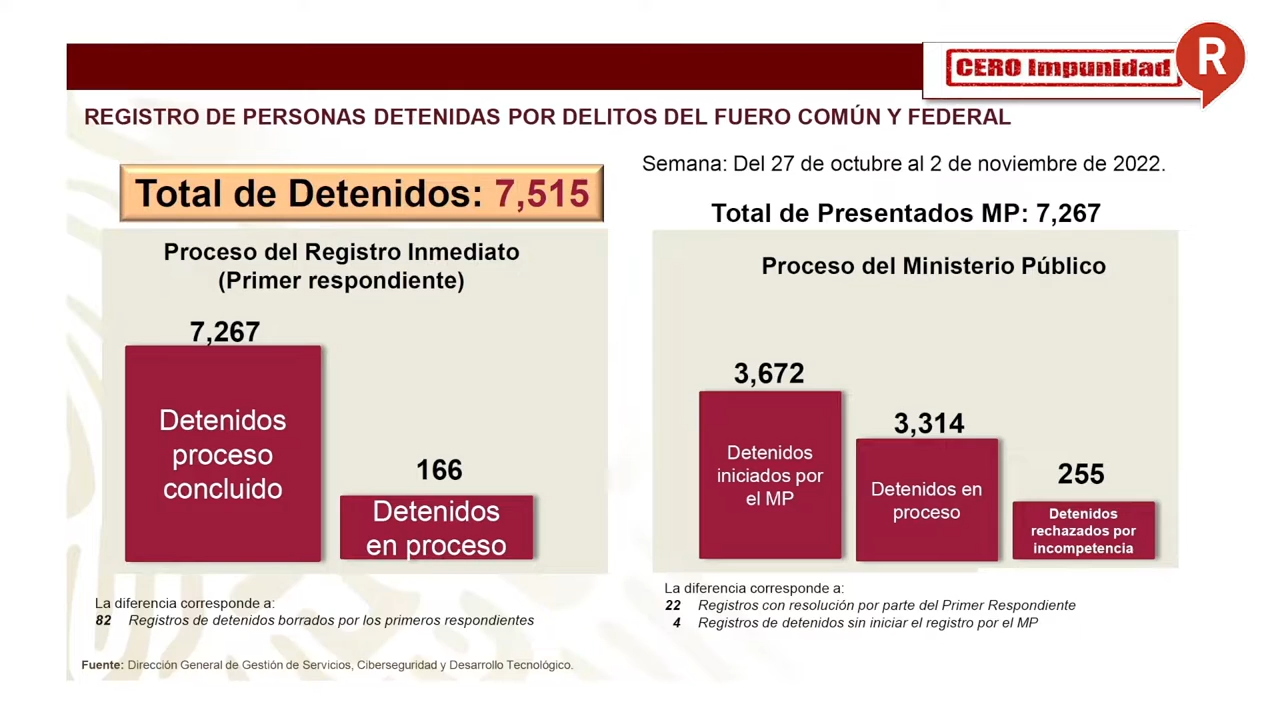 CERO Impunidad
R
REGISTRO DE PERSONAS DETENIDAS POR DELITOS DEL FUERO COMÚN Y FEDERAL
Semana: Del 27 de octubre al 2 de noviembre de 2022.
Total de Detenidos: 7,515
Proceso del Registro Inmediato
(Primer respondiente)
7,267
Detenidos
proceso
concluido
166
Detenidos
en proceso
La diferencia corresponde a:
82 Registros de detenidos borrados por los primeros respondientes
Total de Presentados MP: 7,267
Proceso del Ministerio Público
3,672
Detenidos
iniciados por
el MP
3,314
Detenidos en
proceso
255
Detenidos
rechazados por
incompetencia
La diferencia corresponde a:
22 Registros con resolución por parte del Primer Respondiente
4 Registros de detenidos sin iniciar el registro por el MP
Fuente: Dirección General de Gestión de Servicios, Ciberseguridad y Desarrollo Tecnológico.